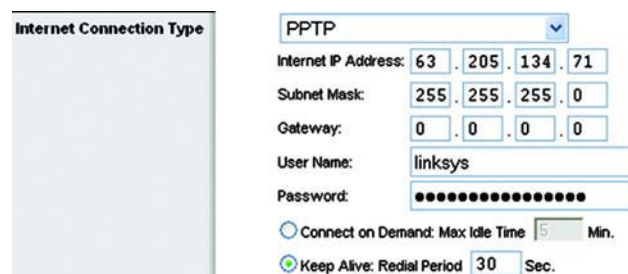 Internet Connection Type
PPTP
Internet IP Address: 63 . 205 . 134 . 71
Subnet Mask: 255 . 255 . 255 . 0
Gateway: 0 . 0 . 0 . 0
User Name: linksys
Password: ●●●●●●●●●●●●●●●●
Connect on Demand: Max Idle Time 5 Min.
Keep Alive: Redial Period 30 Sec.